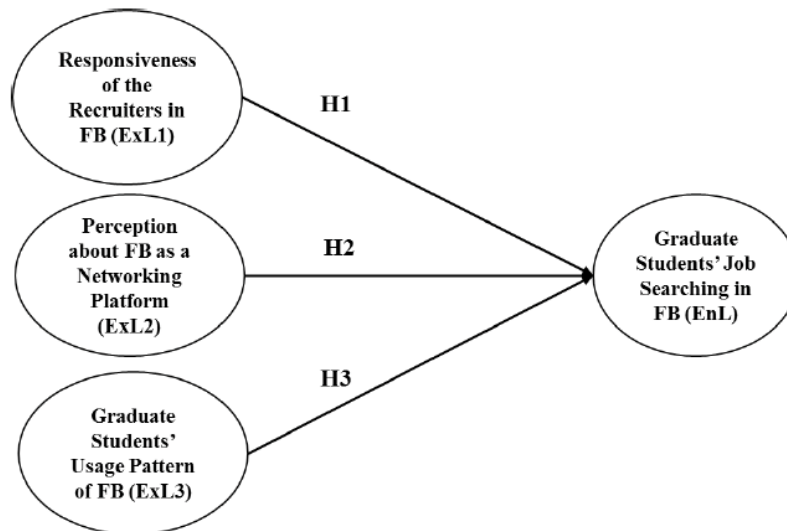 Responsiveness
of the
Recruiters in
FB (ExL1)
H1
Perception
about FB as a
Networking
Platform
(ExL2)
H2
Graduate
Students' Job
Searching in
FB (EnL)
H3
Graduate
Students'
Usage Pattern
of FB (ExL3)